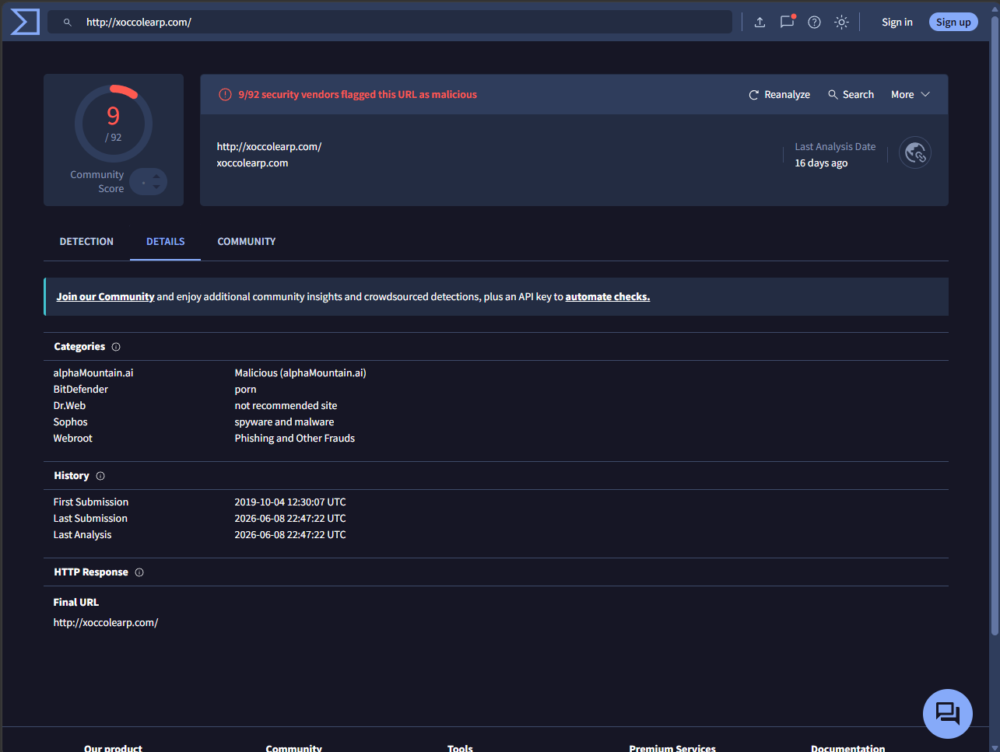 http://xoccolearp.com/
Sign in
Sign up
9
/ 92
Community
Score
9/92 security vendors flagged this URL as malicious
Reanalyze
Search
More
http://xoccolearp.com/
xoccolearp.com
Last Analysis Date
16 days ago
DETECTION
DETAILS
COMMUNITY
Join our Community and enjoy additional community insights and crowdsourced detections, plus an API key to automate checks.
Categories
alphaMountain.ai Malicious (alphaMountain.ai)
BitDefender porn
Dr.Web not recommended site
Sophos spyware and malware
Webroot Phishing and Other Frauds
History
First Submission 2019-10-04 12:30:07 UTC
Last Submission 2026-06-08 22:47:22 UTC
Last Analysis 2026-06-08 22:47:22 UTC
HTTP Response
Final URL
http://xoccolearp.com/
Our product Community Tools Premium Services Documentation